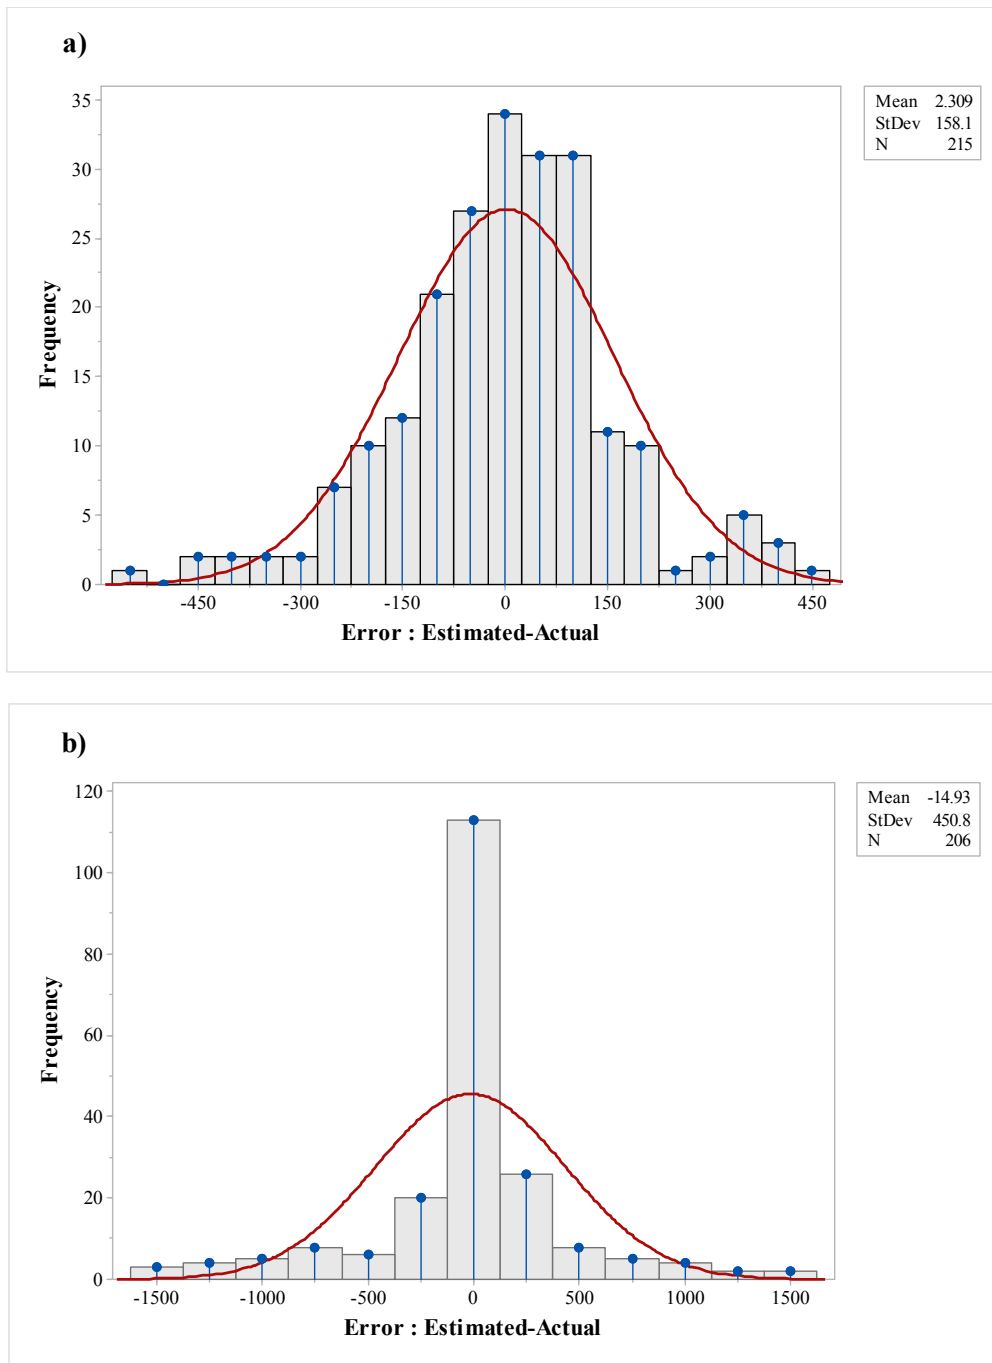 a)
Mean 2.309
StDev 158.1
N 215
35
30
25
20
15
10
5
0
Frequency
-450 -300 -150 0 150 300 450
Error : Estimated-Actual
b)
Mean -14.93
StDev 450.8
N 206
120
100
80
60
40
20
0
Frequency
-1500 -1000 -500 0 500 1000 1500
Error : Estimated-Actual